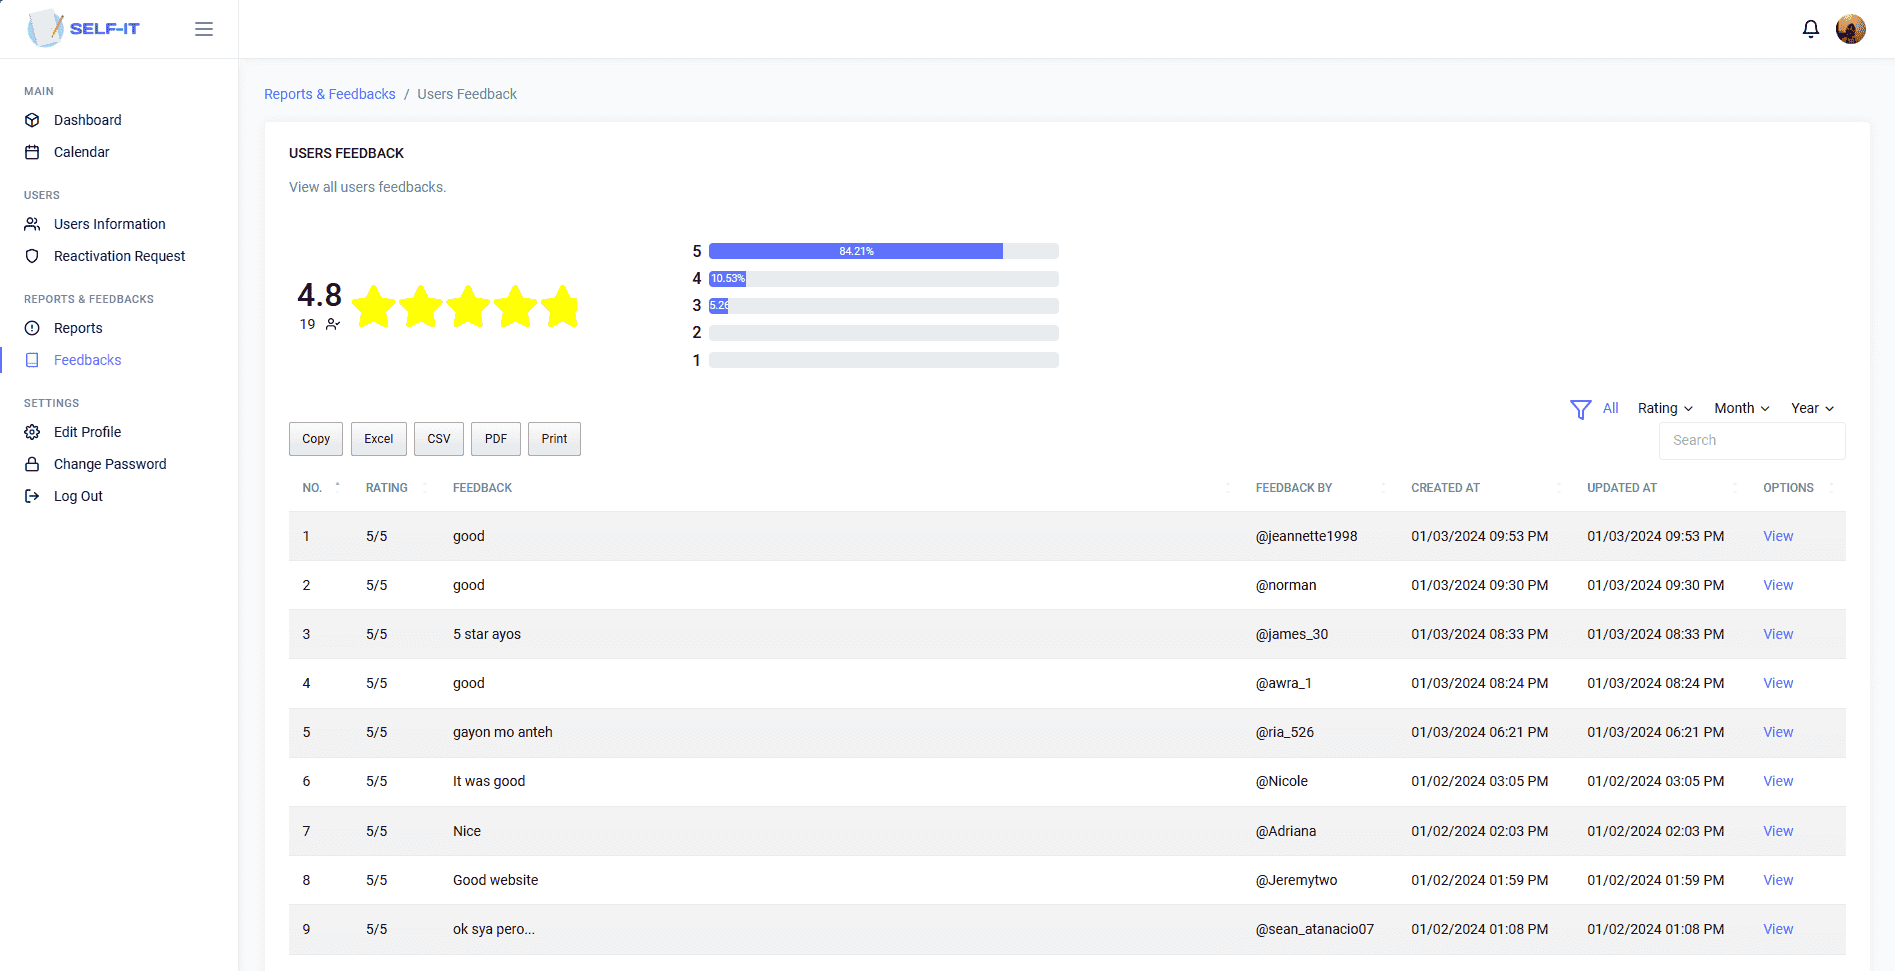 SELF-IT
MAIN
Dashboard
Calendar
USERS
Users Information
Reactivation Request
REPORTS & FEEDBACKS
Reports
Feedbacks
SETTINGS
Edit Profile
Change Password
Log Out
Reports & Feedbacks / Users Feedback
USERS FEEDBACK
View all users feedbacks.
4.8
19
5 84.21%
4 10.53%
3 5.26
2
1
All Rating Month Year
Copy Excel CSV PDF Print
Search
NO. RATING FEEDBACK FEEDBACK BY CREATED AT UPDATED AT OPTIONS
1 5/5 good @jeannette1998 01/03/2024 09:53 PM 01/03/2024 09:53 PM View
2 5/5 good @norman 01/03/2024 09:30 PM 01/03/2024 09:30 PM View
3 5/5 5 star ayos @james_30 01/03/2024 08:33 PM 01/03/2024 08:33 PM View
4 5/5 good @awra_1 01/03/2024 08:24 PM 01/03/2024 08:24 PM View
5 5/5 gayon mo anteh @ria_526 01/03/2024 06:21 PM 01/03/2024 06:21 PM View
6 5/5 It was good @Nicole 01/02/2024 03:05 PM 01/02/2024 03:05 PM View
7 5/5 Nice @Adriana 01/02/2024 02:03 PM 01/02/2024 02:03 PM View
8 5/5 Good website @Jeremytwo 01/02/2024 01:59 PM 01/02/2024 01:59 PM View
9 5/5 ok sya pero... @sean_atanacio07 01/02/2024 01:08 PM 01/02/2024 01:08 PM View